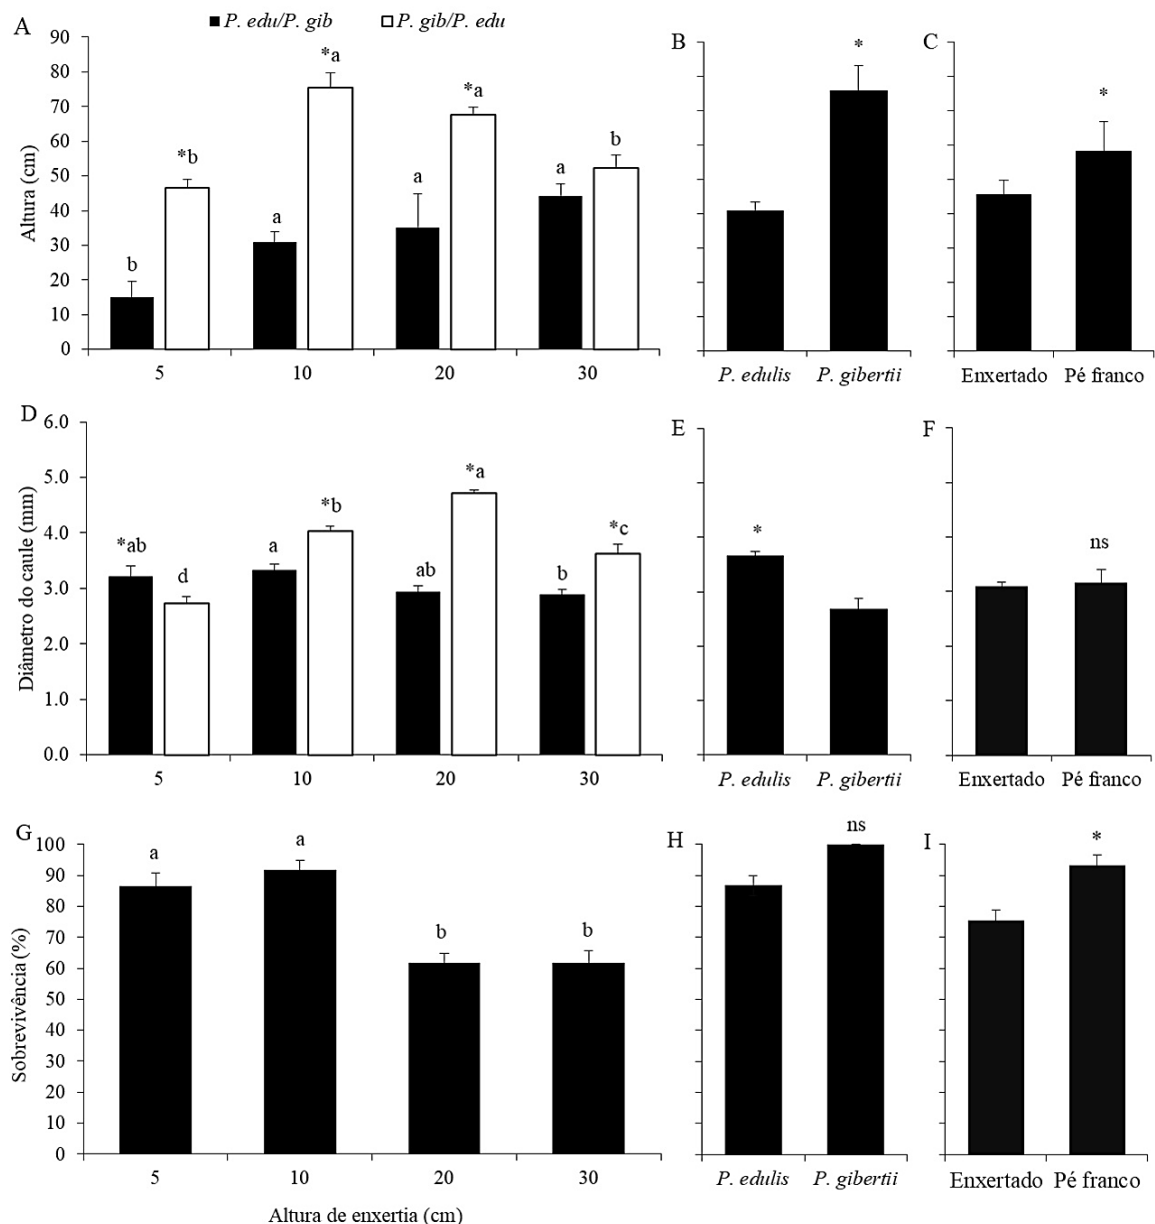 A
P. edu/P. gib
P. gib/P. edu
Altura (cm)
90
80
70
60
50
40
30
20
10
0
b
*b
a
*a
a
*a
a
b
5 10 20 30
B
*
P. edulis P. gibertii
C
*
Enxertado Pé franco
D
Diâmetro do caule (mm)
6.0
5.0
4.0
3.0
2.0
1.0
0.0
*ab
d
a
*b
ab
*a
b
*c
5 10 20 30
E
*
P. edulis P. gibertii
F
ns
Enxertado Pé franco
G
Sobrevivência (%)
100
90
80
70
60
50
40
30
20
10
0
a
a
b
b
5 10 20 30
Altura de enxertia (cm)
H
ns
P. edulis P. gibertii
I
*
Enxertado Pé franco